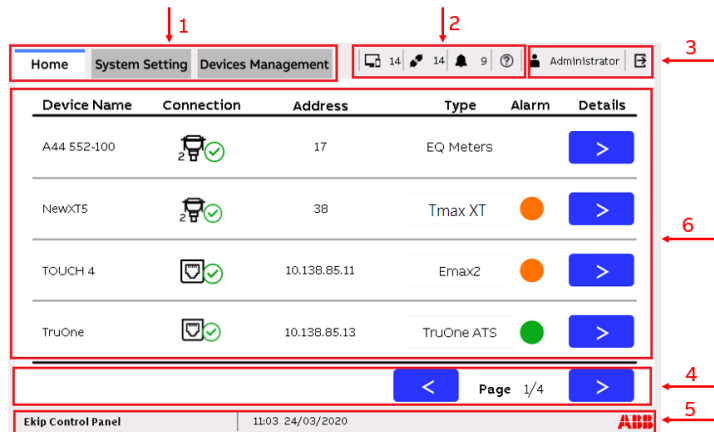 1 2 3
Home System Setting Devices Management 14 14 9 ? Administrator
Device Name Connection Address Type Alarm Details
A44 552-100 2 17 EQ Meters >
NewXT5 2 38 Tmax XT >
6
TOUCH 4 10.138.85.11 Emax2 >
TruOne 10.138.85.13 TruOne ATS >
< Page 1/4 > 4
Ekip Control Panel 11:03 24/03/2020 ABB 5